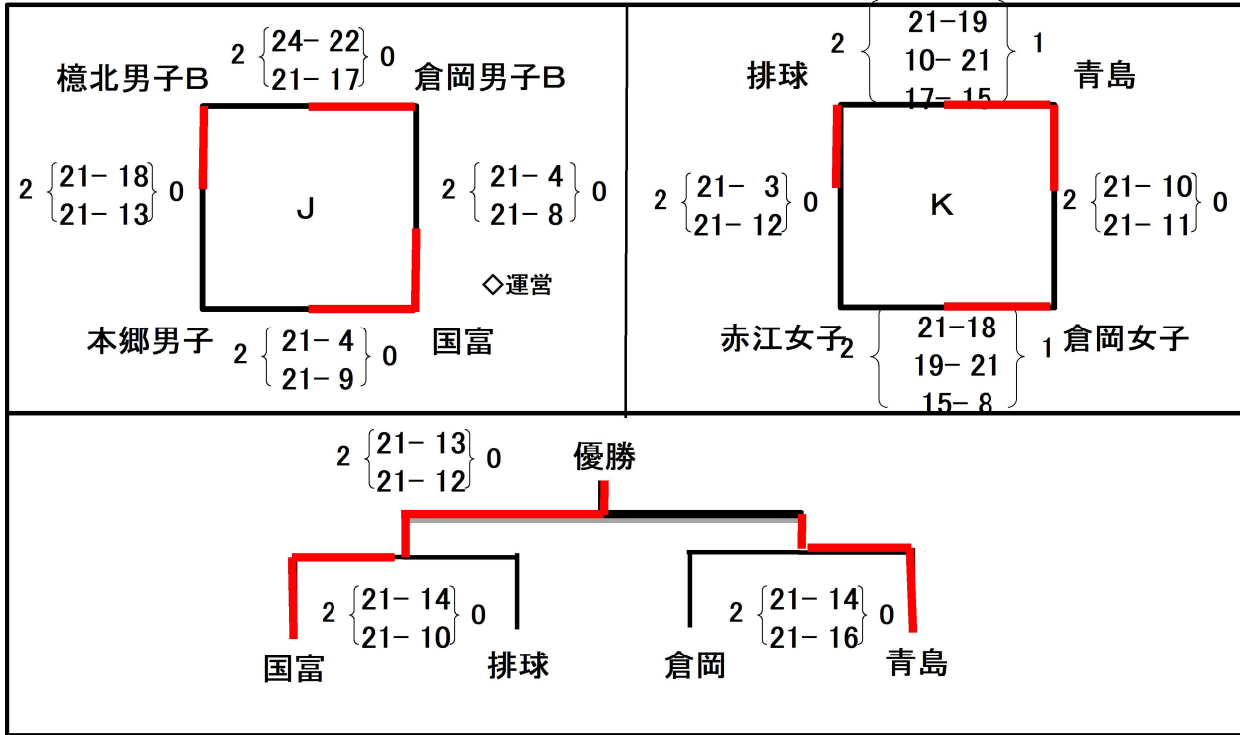 2 24－22 0
21－17
檍北男子B 倉岡男子B
2 21－18 0
21－13
J
2 21－4 0
21－8
◇運営
本郷男子 国富
2 21－4 0
21－9
2 21－19 1
10－21
17－15
排球 青島
2 21－3 0
21－12
K
2 21－10 0
21－11
赤江女子 倉岡女子
2 21－18 1
19－21
15－8
2 21－13 0
21－12
優勝
2 21－14 0
21－10
2 21－14 0
21－16
国富 排球 倉岡 青島